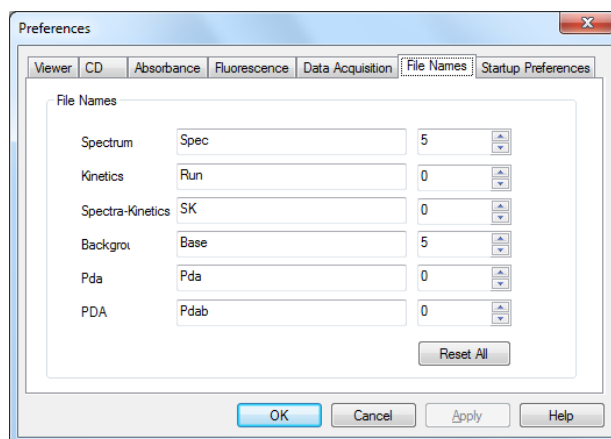 Preferences
x
Viewer CD Absorbance Fluorescence Data Acquisition File Names Startup Preferences
File Names
Spectrum Spec 5
Kinetics Run 0
Spectra-Kinetics SK 0
Backgrou Base 5
Pda Pda 0
PDA Pdab 0
Reset All
OK Cancel Apply Help